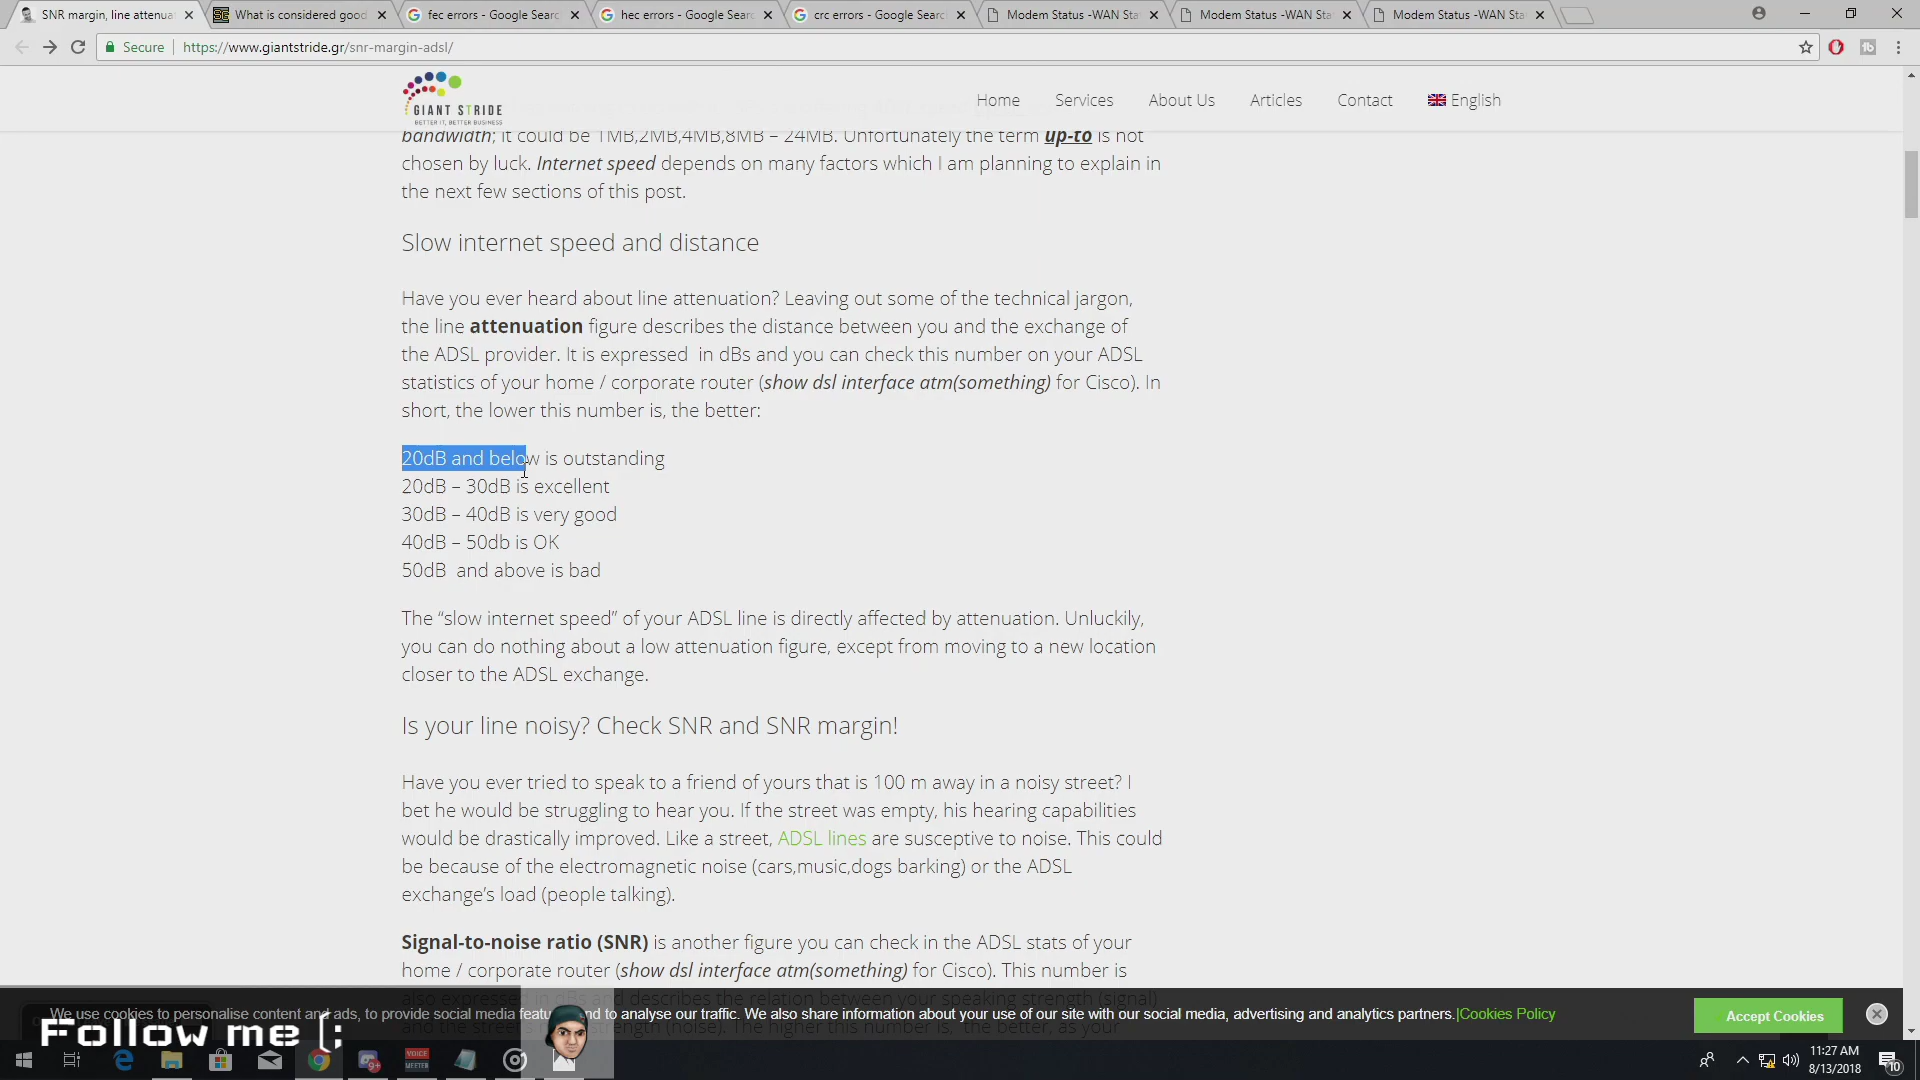 SNR margin, line attenua
What is considered good
fec errors - Google Searc
hec errors - Google Searc
crc errors - Google Searc
Modem Status -WAN Sta
Modem Status -WAN Sta
Modem Status -WAN Sta
Secure
https://www.giantstride.gr/snr-margin-adsl/
GIANT STRIDE
BETTER IT, BETTER BUSINESS
Home
Services
About Us
Articles
Contact
English
bandwidth; it could be 1MB,2MB,4MB,8MB – 24MB. Unfortunately the term up-to is not
chosen by luck. Internet speed depends on many factors which I am planning to explain in
the next few sections of this post.
Slow internet speed and distance
Have you ever heard about line attenuation? Leaving out some of the technical jargon,
the line attenuation figure describes the distance between you and the exchange of
the ADSL provider. It is expressed in dBs and you can check this number on your ADSL
statistics of your home / corporate router (show dsl interface atm(something) for Cisco). In
short, the lower this number is, the better:
20dB and below is outstanding
20dB – 30dB is excellent
30dB – 40dB is very good
40dB – 50db is OK
50dB and above is bad
The “slow internet speed” of your ADSL line is directly affected by attenuation. Unluckily,
you can do nothing about a low attenuation figure, except from moving to a new location
closer to the ADSL exchange.
Is your line noisy? Check SNR and SNR margin!
Have you ever tried to speak to a friend of yours that is 100 m away in a noisy street? I
bet he would be struggling to hear you. If the street was empty, his hearing capabilities
would be drastically improved. Like a street, ADSL lines are susceptive to noise. This could
be because of the electromagnetic noise (cars,music,dogs barking) or the ADSL
exchange’s load (people talking).
Signal-to-noise ratio (SNR) is another figure you can check in the ADSL stats of your
home / corporate router (show dsl interface atm(something) for Cisco). This number is
also expressed in dBs and describes the relation between your speaking strength (signal)
and the street's strength (noise). The higher this number is, the better, as your
We use cookies to personalise content and ads, to provide social media featu nd to analyse our traffic. We also share information about your use of our site with our social media, advertising and analytics partners.|Cookies Policy
Accept Cookies
Follow me (:
VOICE
MEETER
9+
11:27 AM
8/13/2018
10